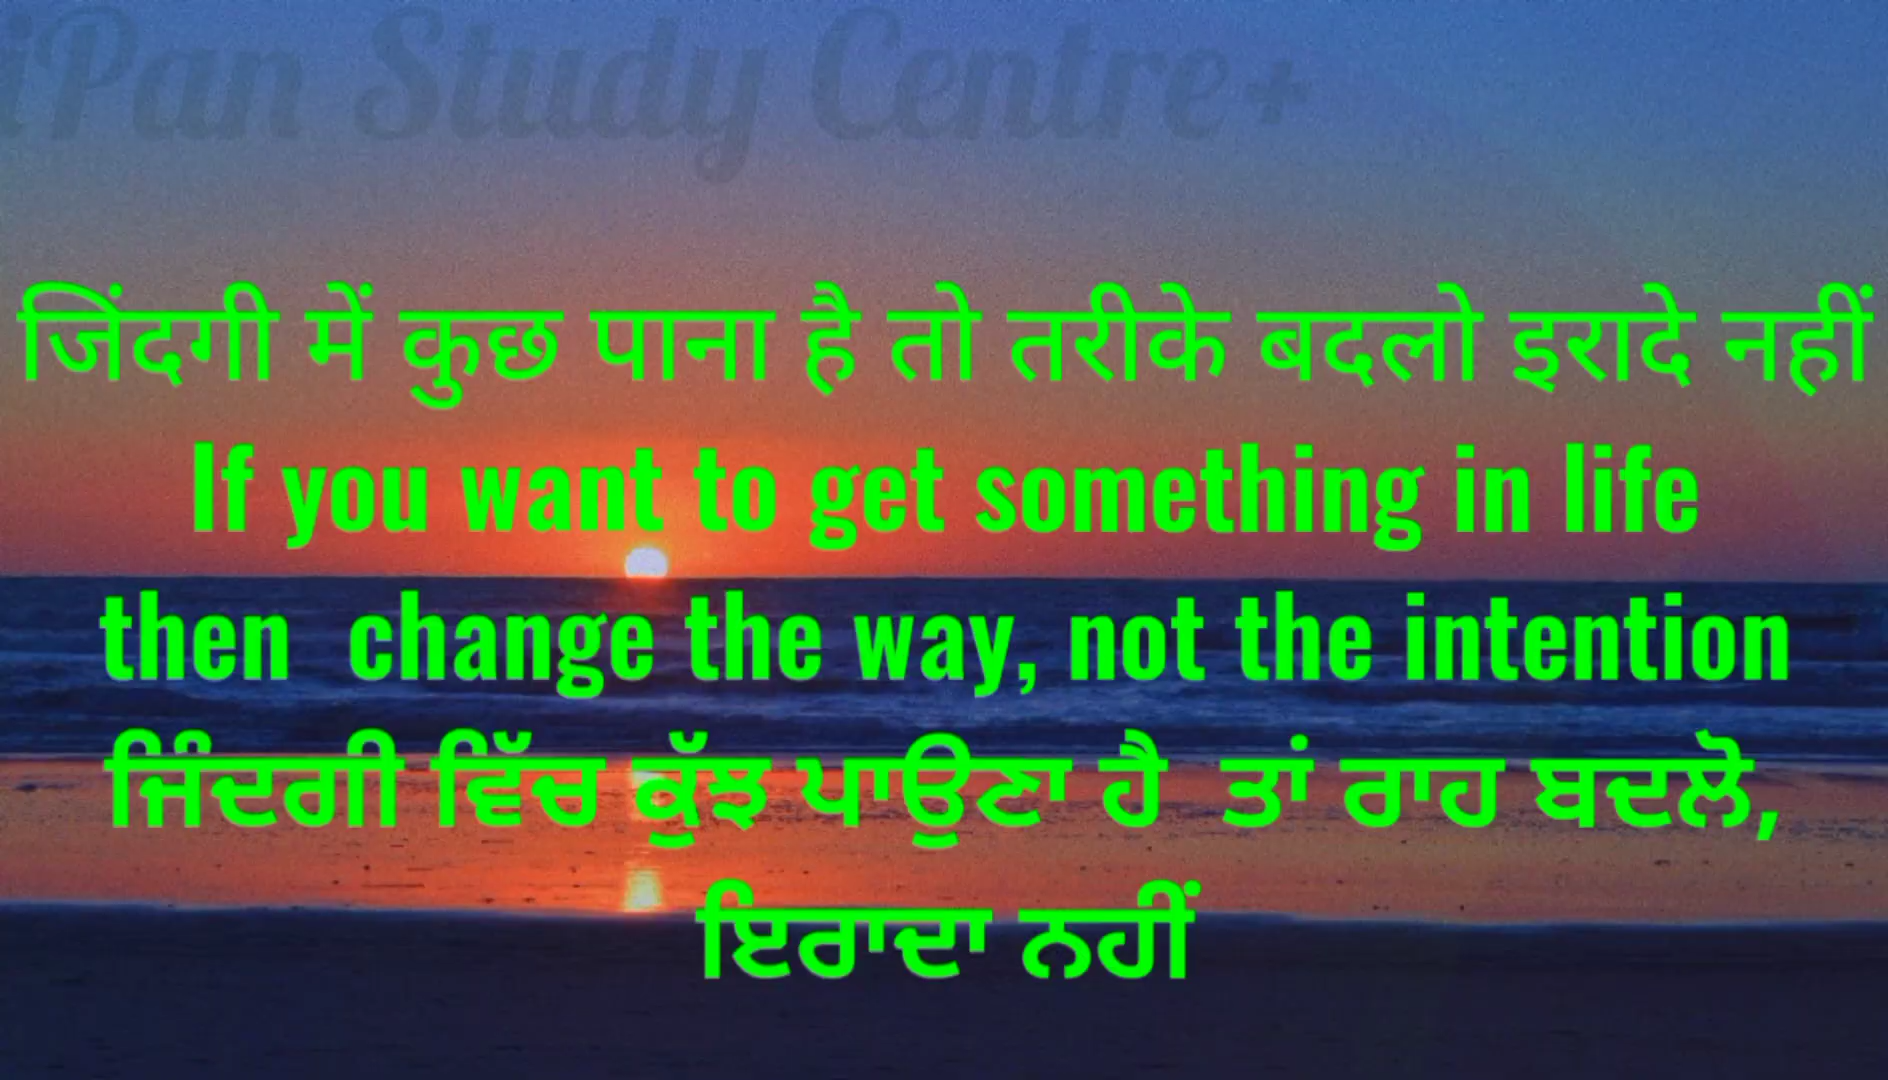 iPan Study Centre+
जिंदगी में कुछ पाना है तो तरीके बदलो इरादे नहीं
If you want to get something in life
then  change the way, not the intention
ਜਿੰਦਗੀ ਵਿੱਚ ਕੁੱਝ ਪਾਉਣਾ ਹੈ  ਤਾਂ ਰਾਹ ਬਦਲੋ,
ਇਰਾਦਾ ਨਹੀਂ